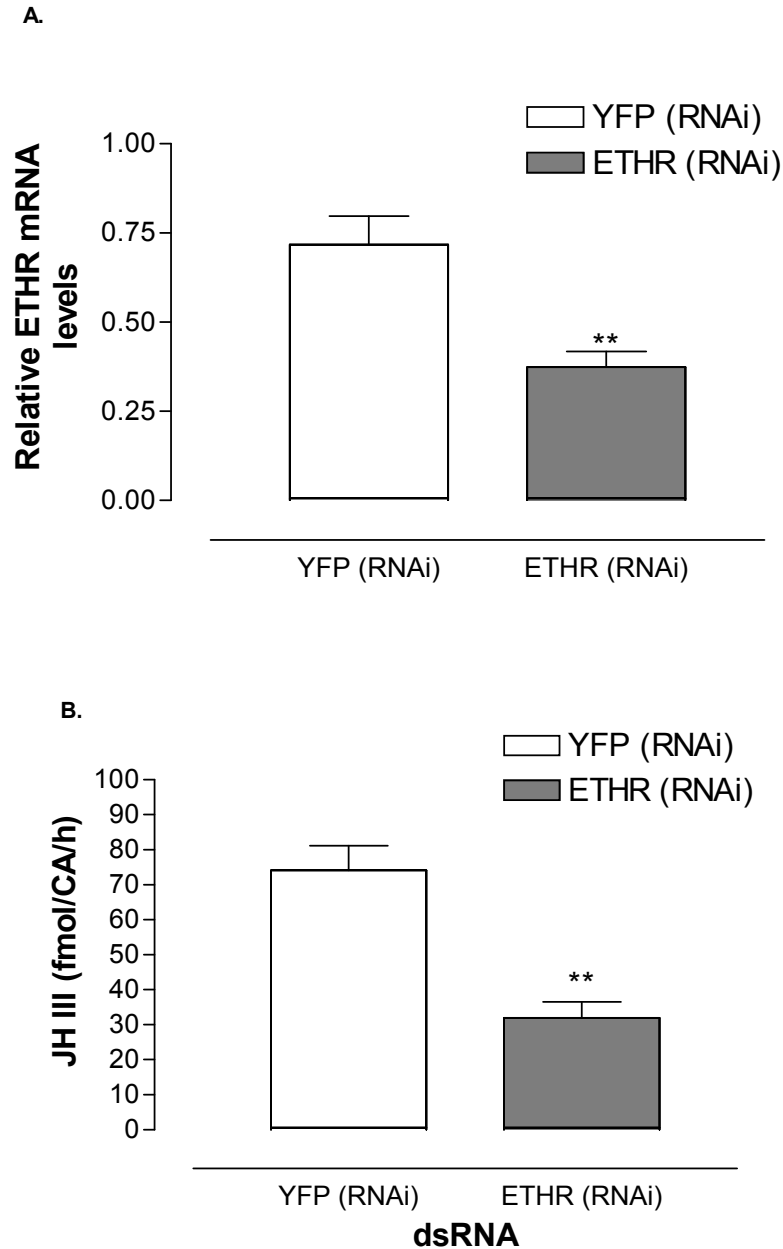 A.
YFP (RNAi)
ETHR (RNAi)
Relative ETHR mRNA
levels
1.00
0.75
0.50
0.25
0.00
**
YFP (RNAi) ETHR (RNAi)
B.
YFP (RNAi)
ETHR (RNAi)
JH III (fmol/CA/h)
100
90
80
70
60
50
40
30
20
10
0
**
YFP (RNAi) ETHR (RNAi)
dsRNA